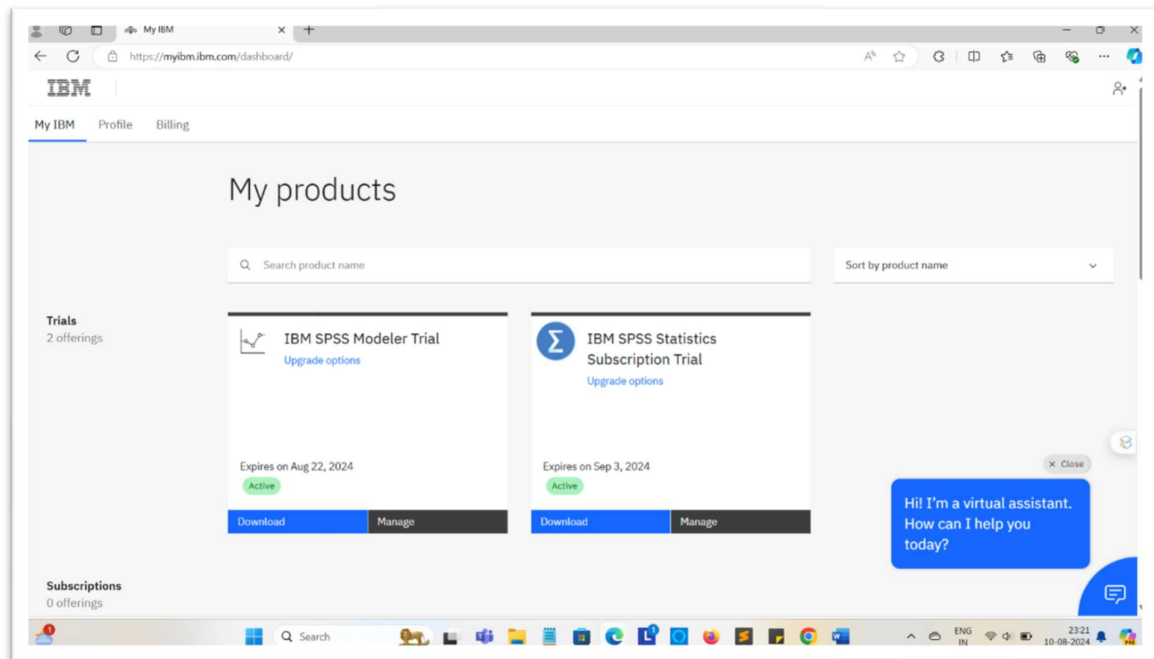 My IBM
https://myibm.ibm.com/dashboard/
IBM
My IBM Profile Billing
My products
Search product name
Sort by product name
Trials
2 offerings
IBM SPSS Modeler Trial
Upgrade options
Expires on Aug 22, 2024
Active
Download Manage
IBM SPSS Statistics
Subscription Trial
Upgrade options
Expires on Sep 3, 2024
Active
Download Manage
Close
Hi! I'm a virtual assistant.
How can I help you
today?
Subscriptions
0 offerings
1
Search
1
ENG
IN
23:21
10-08-2024